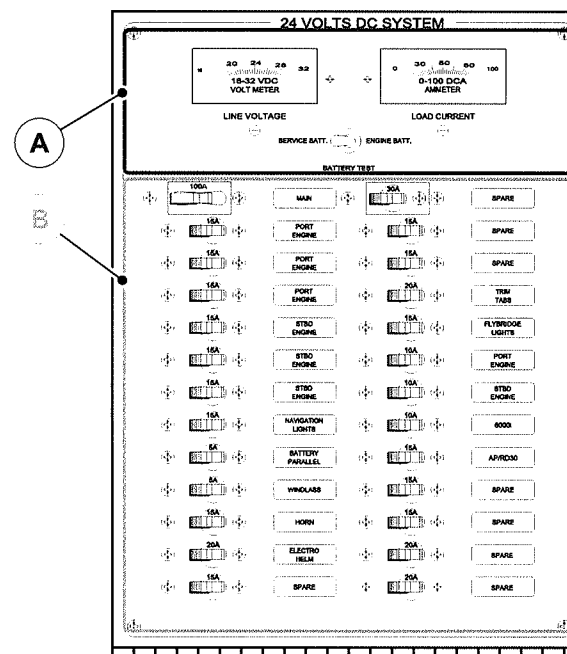 24 VOLTS DC SYSTEM
20 24 28 32
16-32 VDC
VOLT METER
0 30 50 60 100
0-100 DCA
AMMETER
LINE VOLTAGE
LOAD CURRENT
SERVICE BATT. ENGINE BATT.
BATTERY TEST
A
B
100A MAIN 30A SPARE
15A PORT ENGINE 15A SPARE
15A PORT ENGINE 15A SPARE
15A PORT ENGINE 20A TRIM TABS
15A STBD ENGINE 15A FLYBRIDGE LIGHTS
15A STBD ENGINE 10A PORT ENGINE
15A STBD ENGINE 10A STBD ENGINE
15A NAVIGATION LIGHTS 10A 6000i
5A BATTERY PARALLEL 15A AP/RD30
5A WINDLASS 15A SPARE
15A HORN 15A SPARE
20A ELECTRO HELM 20A SPARE
15A SPARE 20A SPARE